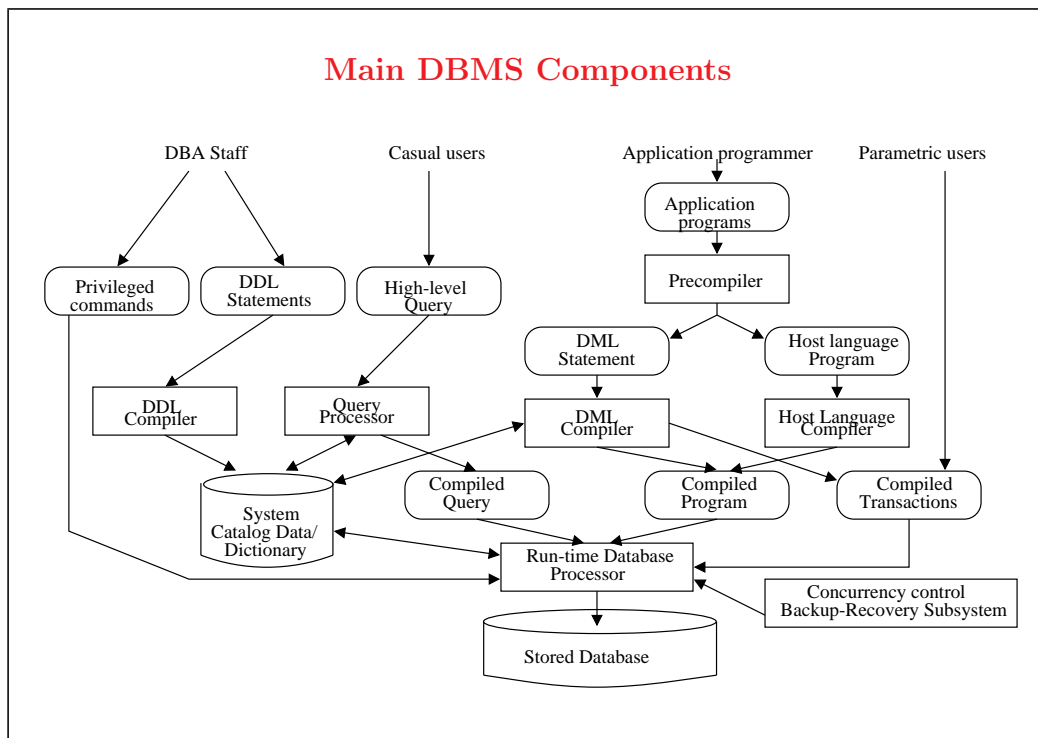 Main DBMS Components
DBA Staff
Casual users
Application programmer
Parametric users
Application
programs
Privileged
commands
DDL
Statements
High-level
Query
Precompiler
DML
Statement
Host language
Program
DDL
Compiler
Query
Processor
DML
Compiler
Host Language
Compiler
System
Catalog Data/
Dictionary
Compiled
Query
Compiled
Program
Compiled
Transactions
Run-time Database
Processor
Concurrency control
Backup-Recovery Subsystem
Stored Database